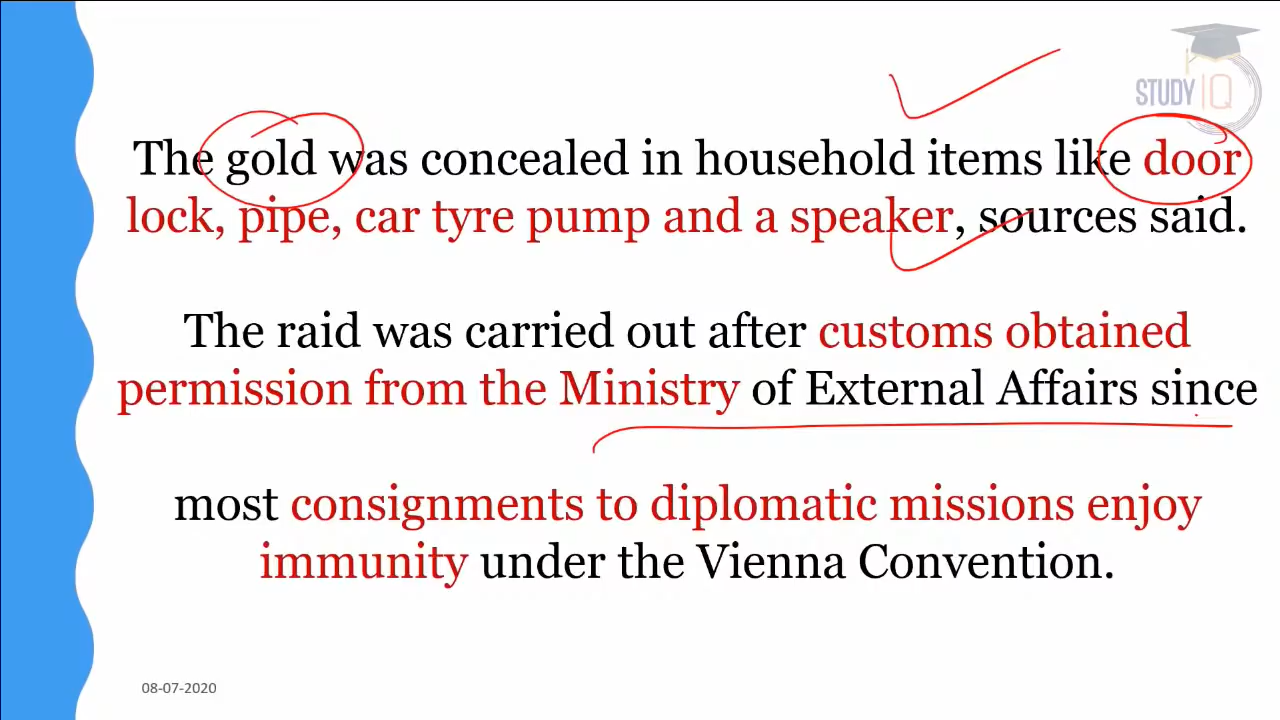 STUDY IQ
The gold was concealed in household items like door
lock, pipe, car tyre pump and a speaker, sources said.
The raid was carried out after customs obtained
permission from the Ministry of External Affairs since
most consignments to diplomatic missions enjoy
immunity under the Vienna Convention.
08-07-2020